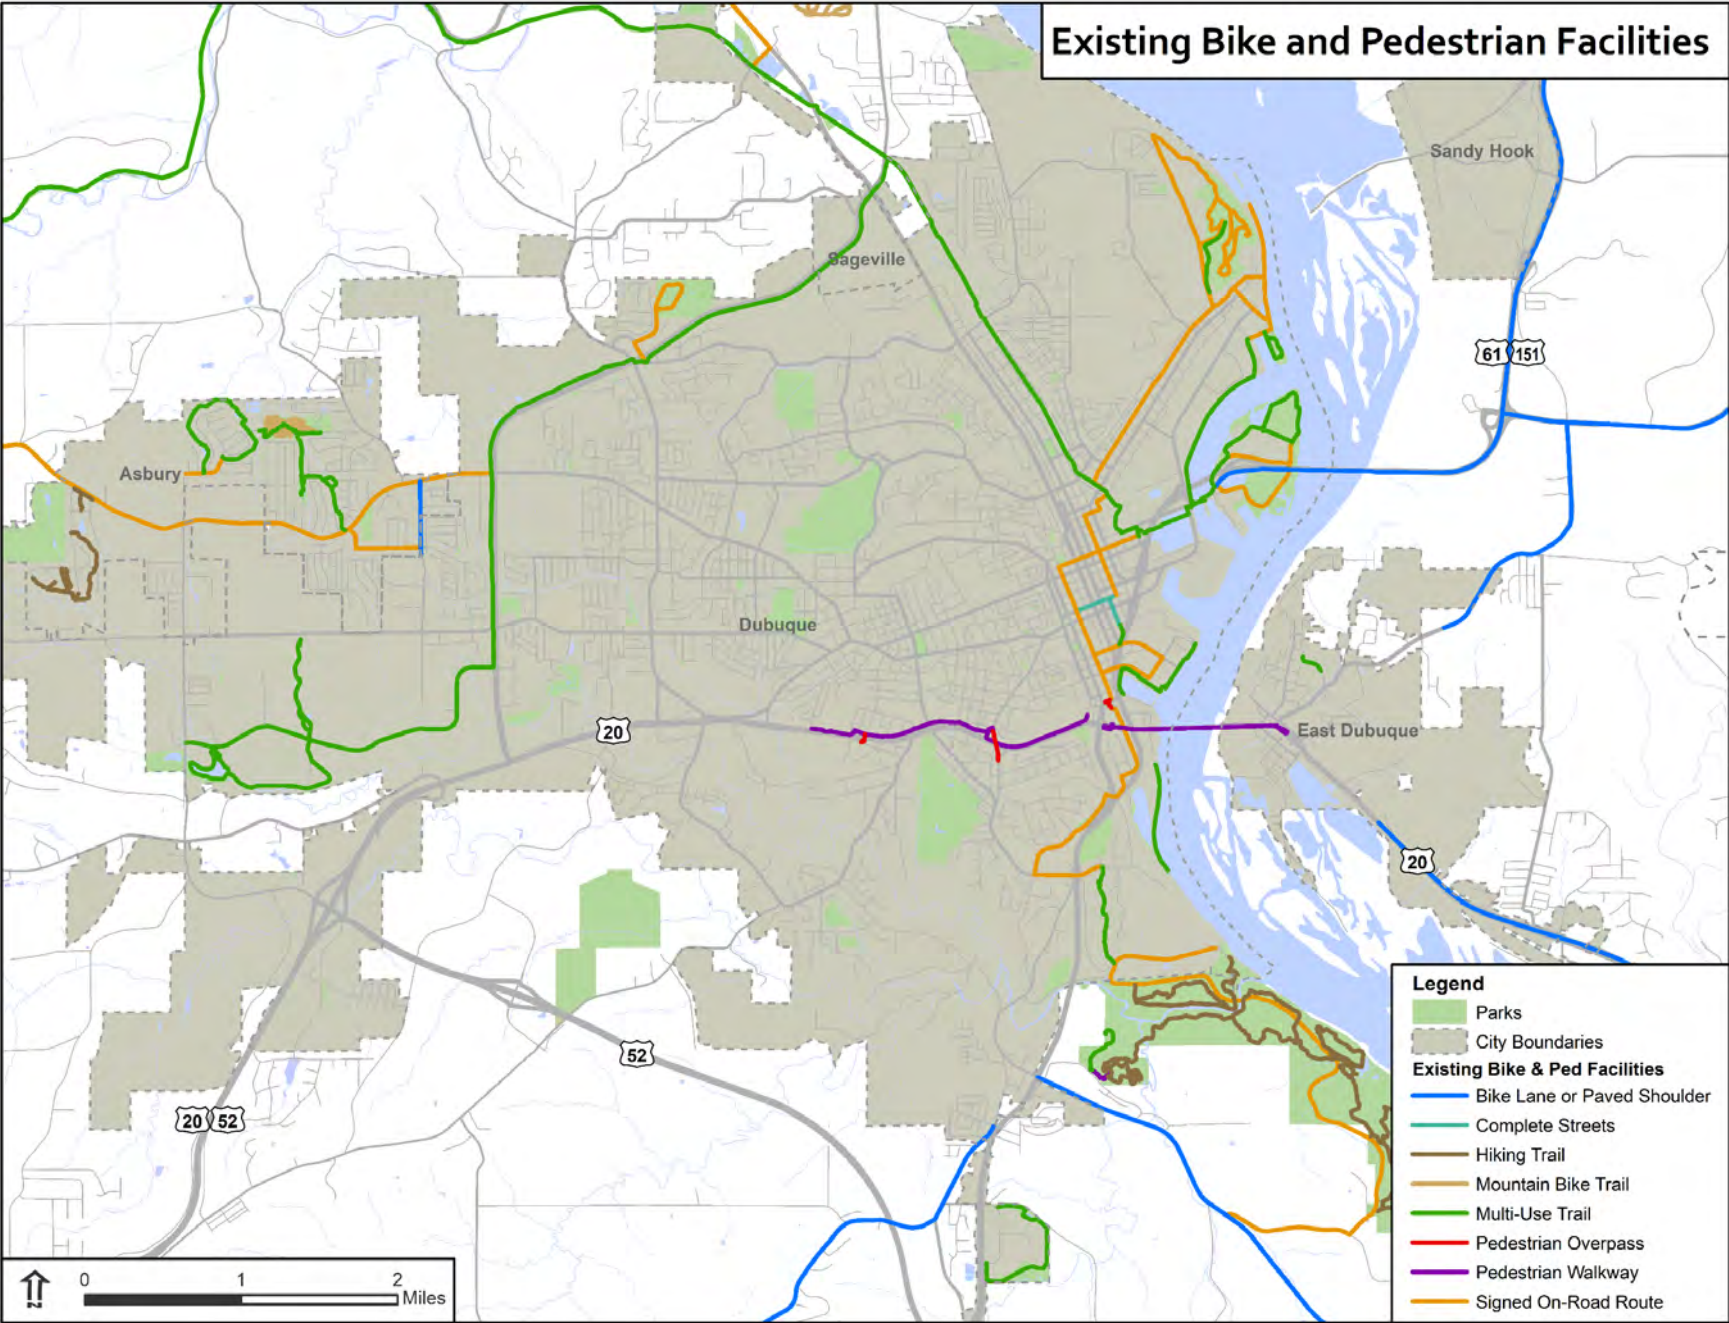 Existing Bike and Pedestrian Facilities
Sandy Hook
Sageville
61 151
Asbury
Dubuque
20
East Dubuque
20
52
20 52
Legend
Parks
City Boundaries
Existing Bike & Ped Facilities
Bike Lane or Paved Shoulder
Complete Streets
Hiking Trail
Mountain Bike Trail
Multi-Use Trail
Pedestrian Overpass
Pedestrian Walkway
Signed On-Road Route
N
0 1 2
Miles